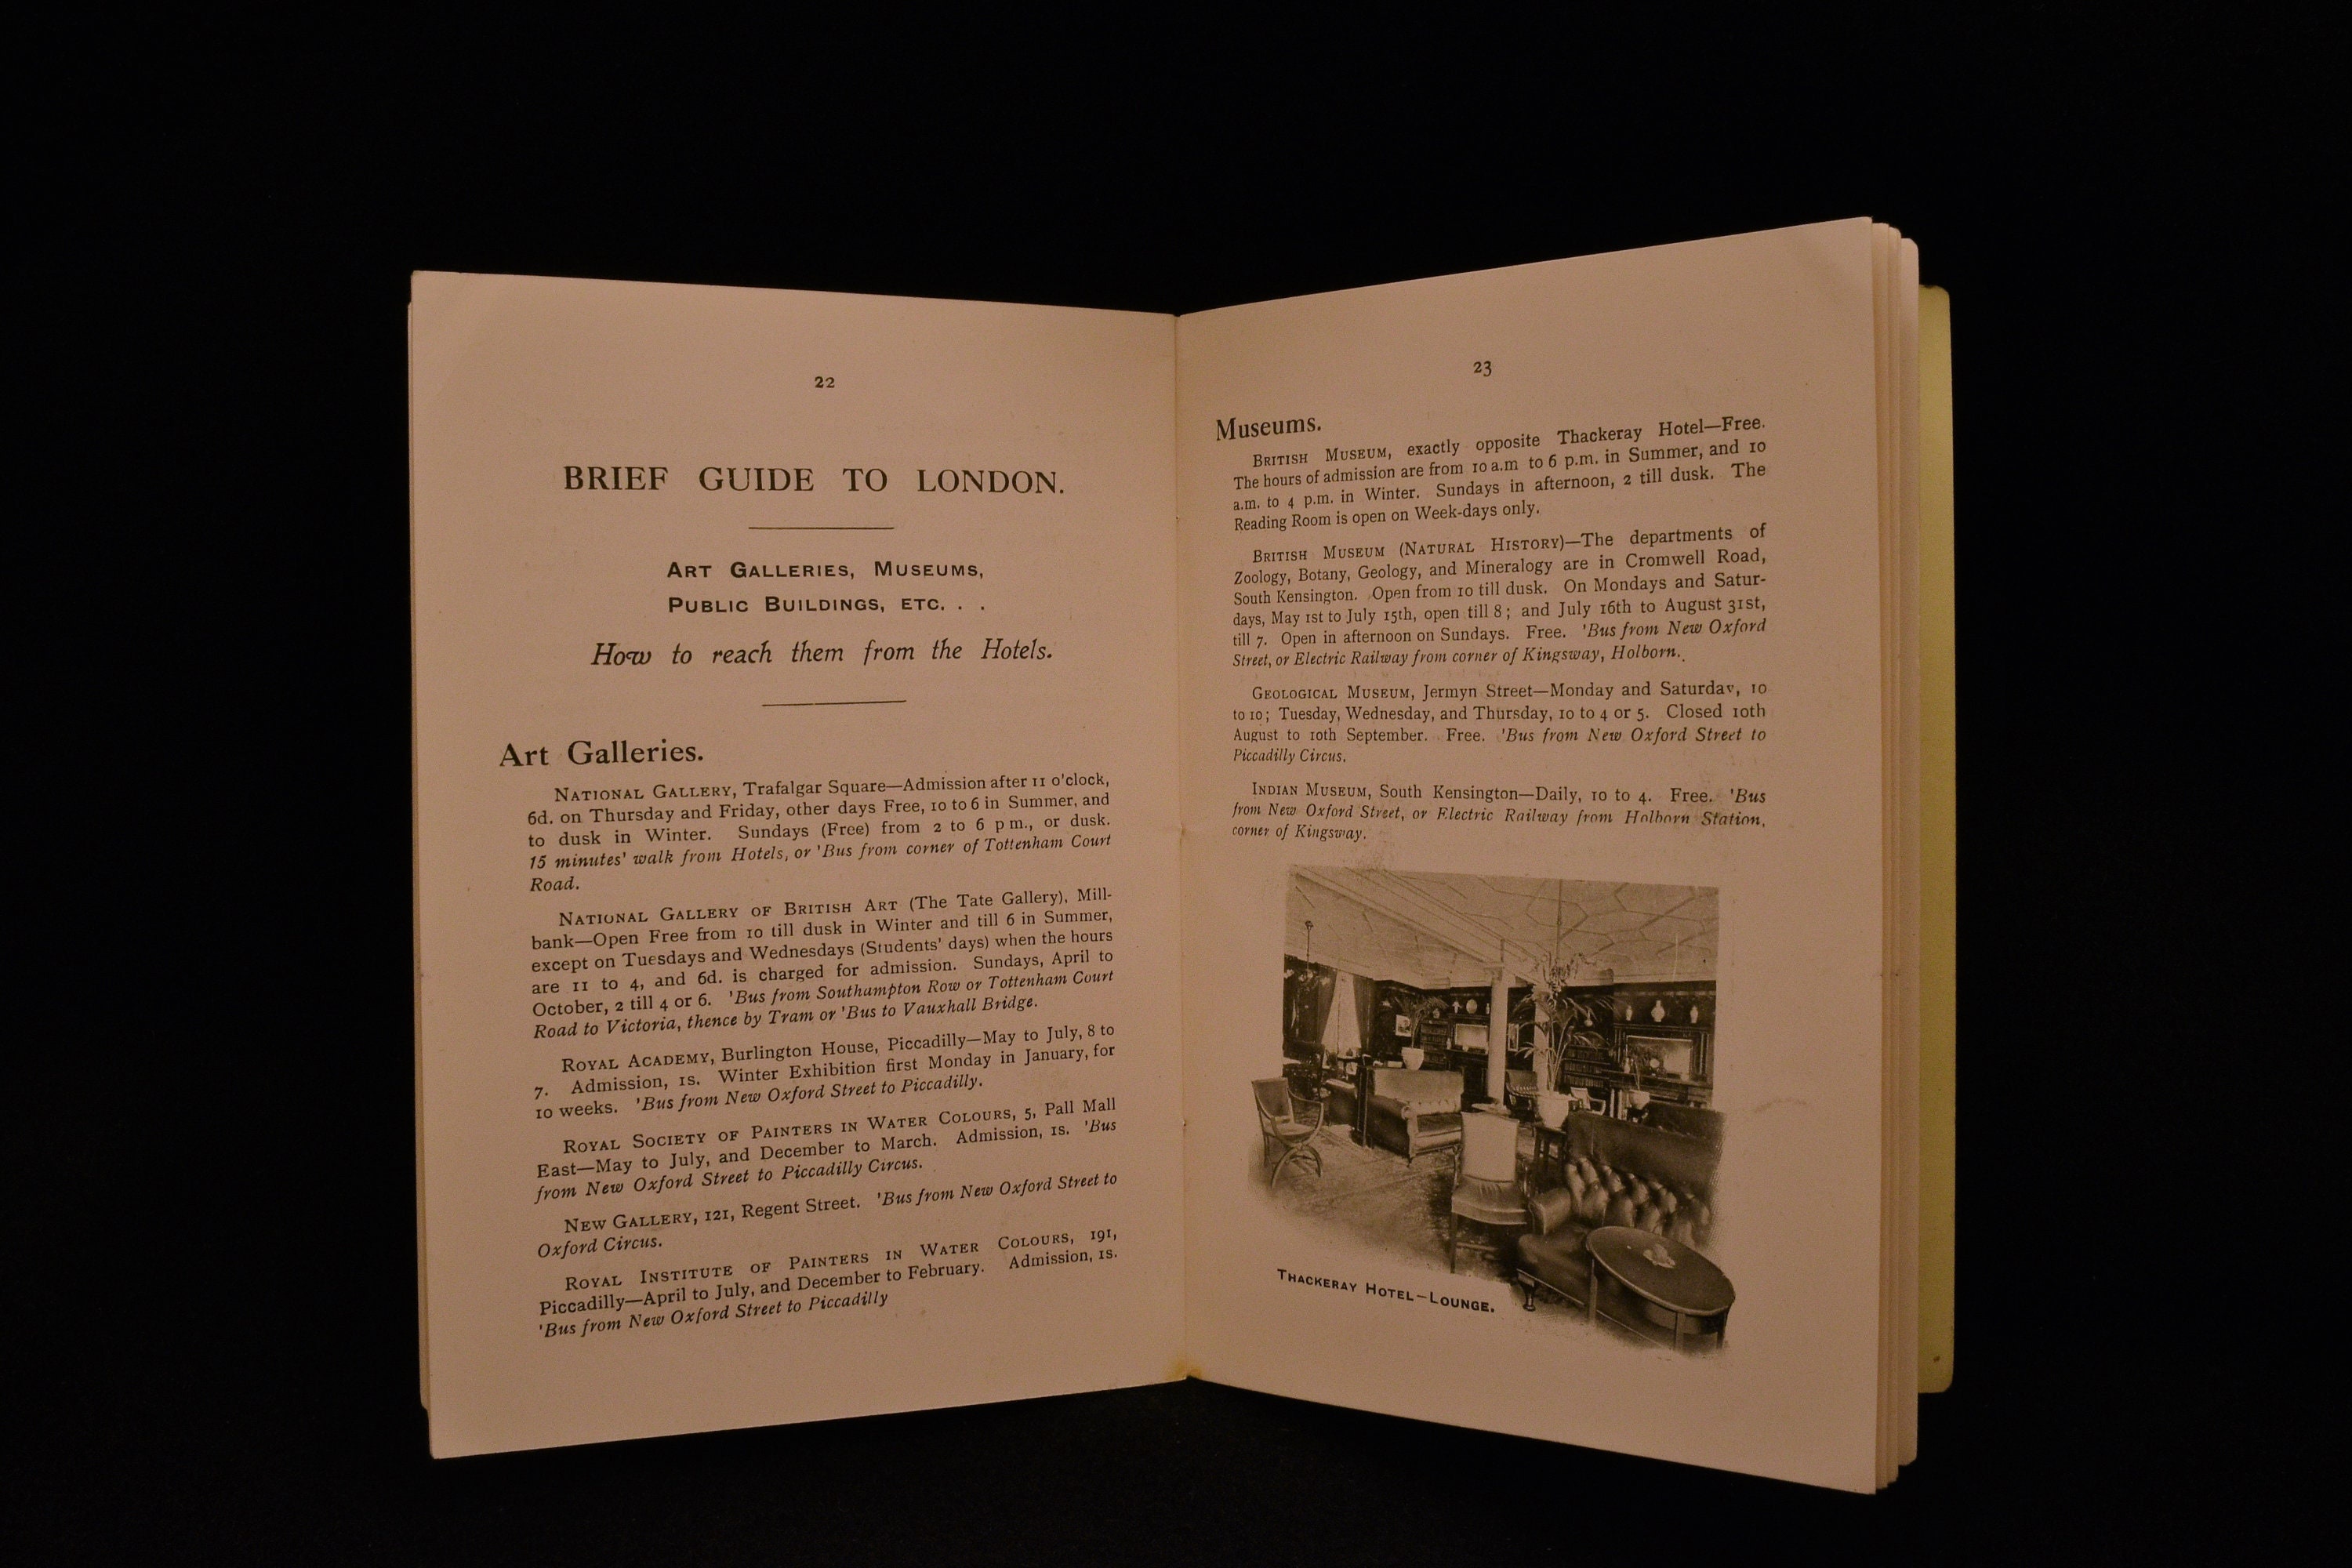 22
BRIEF GUIDE TO LONDON.
ART GALLERIES, MUSEUMS,
PUBLIC BUILDINGS, ETC. . .
How to reach them from the Hotels.
Art Galleries.
NATIONAL GALLERY, Trafalgar Square—Admission after 11 o'clock,
6d. on Thursday and Friday, other days Free, 10 to 6 in Summer, and
to dusk in Winter. Sundays (Free) from 2 to 6 p m., or dusk.
15 minutes' walk from Hotels, or 'Bus from corner of Tottenham Court
Road.
NATIONAL GALLERY OF BRITISH ART (The Tate Gallery), Mill-
bank—Open Free from 10 till dusk in Winter and till 6 in Summer,
except on Tuesdays and Wednesdays (Students' days) when the hours
are 11 to 4, and 6d. is charged for admission. Sundays, April to
October, 2 till 4 or 6. 'Bus from Southampton Row or Tottenham Court
Road to Victoria, thence by Tram or 'Bus to Vauxhall Bridge.
ROYAL ACADEMY, Burlington House, Piccadilly—May to July, 8 to
7. Admission, 1s. Winter Exhibition first Monday in January, for
10 weeks. 'Bus from New Oxford Street to Piccadilly.
ROYAL SOCIETY OF PAINTERS IN WATER COLOURS, 5, Pall Mall
East—May to July, and December to March. Admission, 1s. 'Bus
from New Oxford Street to Piccadilly Circus.
NEW GALLERY, 121, Regent Street. 'Bus from New Oxford Street to
Oxford Circus.
ROYAL INSTITUTE OF PAINTERS IN WATER COLOURS, 191,
Piccadilly—April to July, and December to February. Admission, 1s.
'Bus from New Oxford Street to Piccadilly
23
Museums.
BRITISH MUSEUM, exactly opposite Thackeray Hotel—Free.
The hours of admission are from 10 a.m to 6 p.m. in Summer, and 10
a.m. to 4 p.m. in Winter. Sundays in afternoon, 2 till dusk. The
Reading Room is open on Week-days only.
BRITISH MUSEUM (NATURAL HISTORY)—The departments of
Zoology, Botany, Geology, and Mineralogy are in Cromwell Road,
South Kensington. Open from 10 till dusk. On Mondays and Satur-
days, May 1st to July 15th, open till 8; and July 16th to August 31st,
till 7. Open in afternoon on Sundays. Free. 'Bus from New Oxford
Street, or Electric Railway from corner of Kingsway, Holborn.
GEOLOGICAL MUSEUM, Jermyn Street—Monday and Saturday, 10
to 10; Tuesday, Wednesday, and Thursday, 10 to 4 or 5. Closed 10th
August to 10th September. Free. 'Bus from New Oxford Street to
Piccadilly Circus.
INDIAN MUSEUM, South Kensington—Daily, 10 to 4. Free. 'Bus
from New Oxford Street, or Electric Railway from Holborn Station,
corner of Kingsway.
THACKERAY HOTEL—LOUNGE.